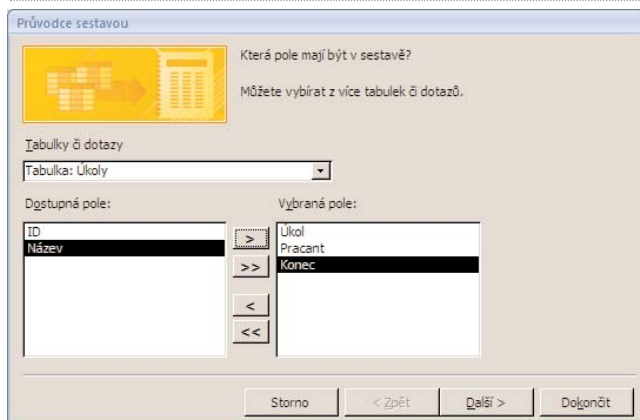 Průvodce sestavou
Která pole mají být v sestavě?
Můžete vybírat z více tabulek či dotazů.
Tabulky či dotazy
Tabulka: Úkoly
Dostupná pole:
Vybraná pole:
ID
Název
>
>>
<
<<
Úkol
Pracant
Konec
Storno
< Zpět
Další >
Dokončit